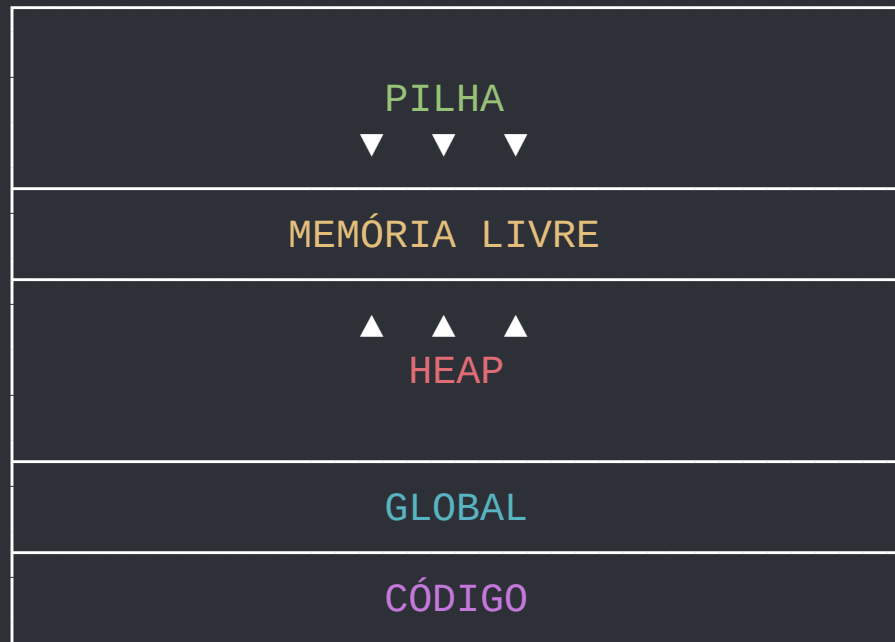 PILHA
▼ ▼ ▼
MEMÓRIA LIVRE
▲ ▲ ▲
HEAP
GLOBAL
CÓDIGO